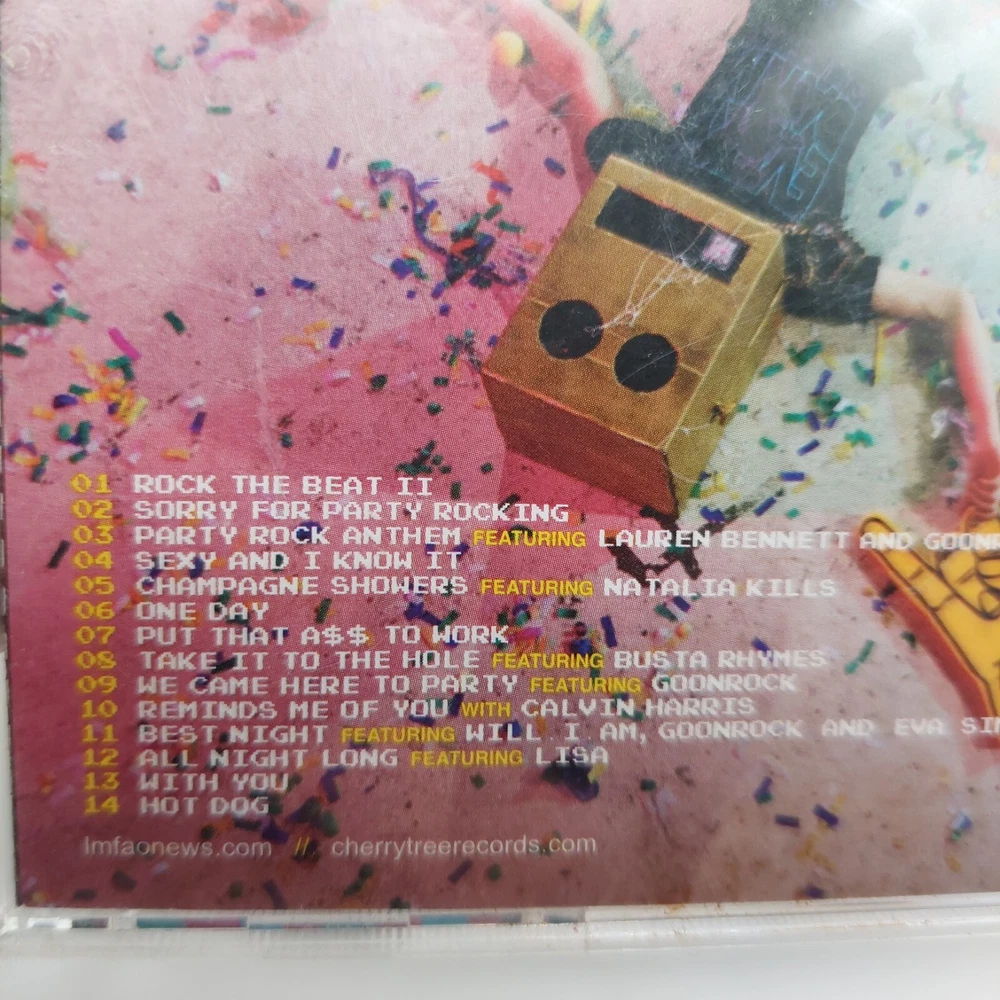 01 ROCK THE BEAT II
02 SORRY FOR PARTY ROCKING
03 PARTY ROCK ANTHEM FEATURING LAUREN BENNETT AND GOONR
04 SEXY AND I KNOW IT
05 CHAMPAGNE SHOWERS FEATURING NATALIA KILLS
06 ONE DAY
07 PUT THAT A$$ TO WORK
08 TAKE IT TO THE HOLE FEATURING BUSTA RHYMES
09 WE CAME HERE TO PARTY FEATURING GOONROCK
10 REMINDS ME OF YOU WITH CALVIN HARRIS
11 BEST NIGHT FEATURING WILL.I.AM, GOONROCK AND EVA SI
12 ALL NIGHT LONG FEATURING LISA
13 WITH YOU
14 HOT DOG
lmfaonews.com // cherrytreerecords.com